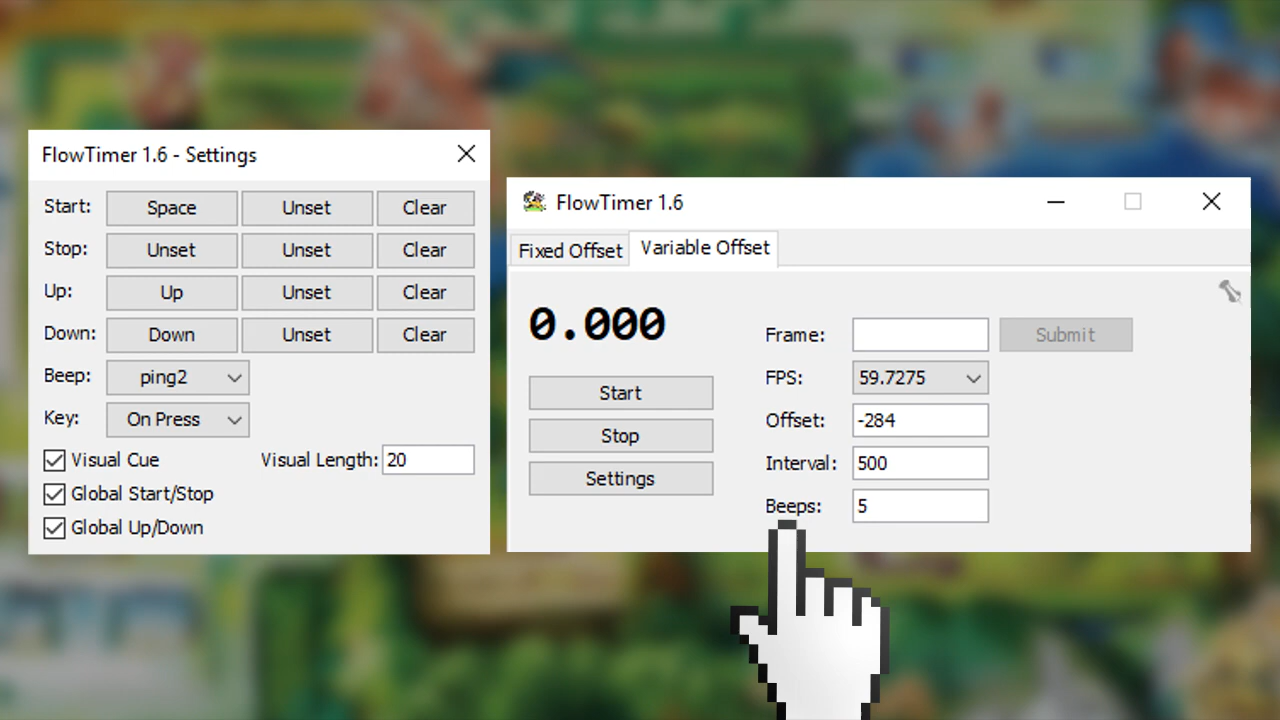 FlowTimer 1.6 - Settings
Start: Space Unset Clear
Stop: Unset Unset Clear
Up: Up Unset Clear
Down: Down Unset Clear
Beep: ping2
Key: On Press
Visual Cue Visual Length: 20
Global Start/Stop
Global Up/Down
FlowTimer 1.6
Fixed Offset Variable Offset
0.000
Start
Stop
Settings
Frame: Submit
FPS: 59.7275
Offset: -284
Interval: 500
Beeps: 5